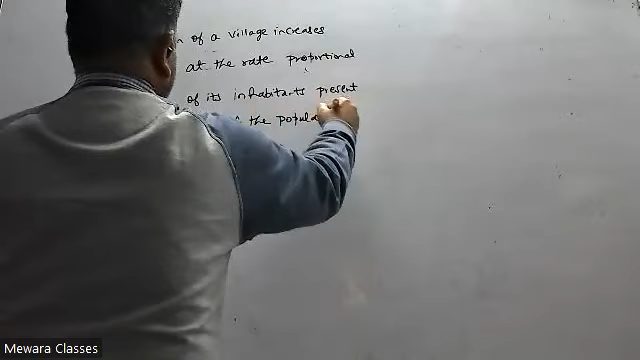 of a village increases
at the rate proportional
of its inhabitants present
the popula
Mewara Classes